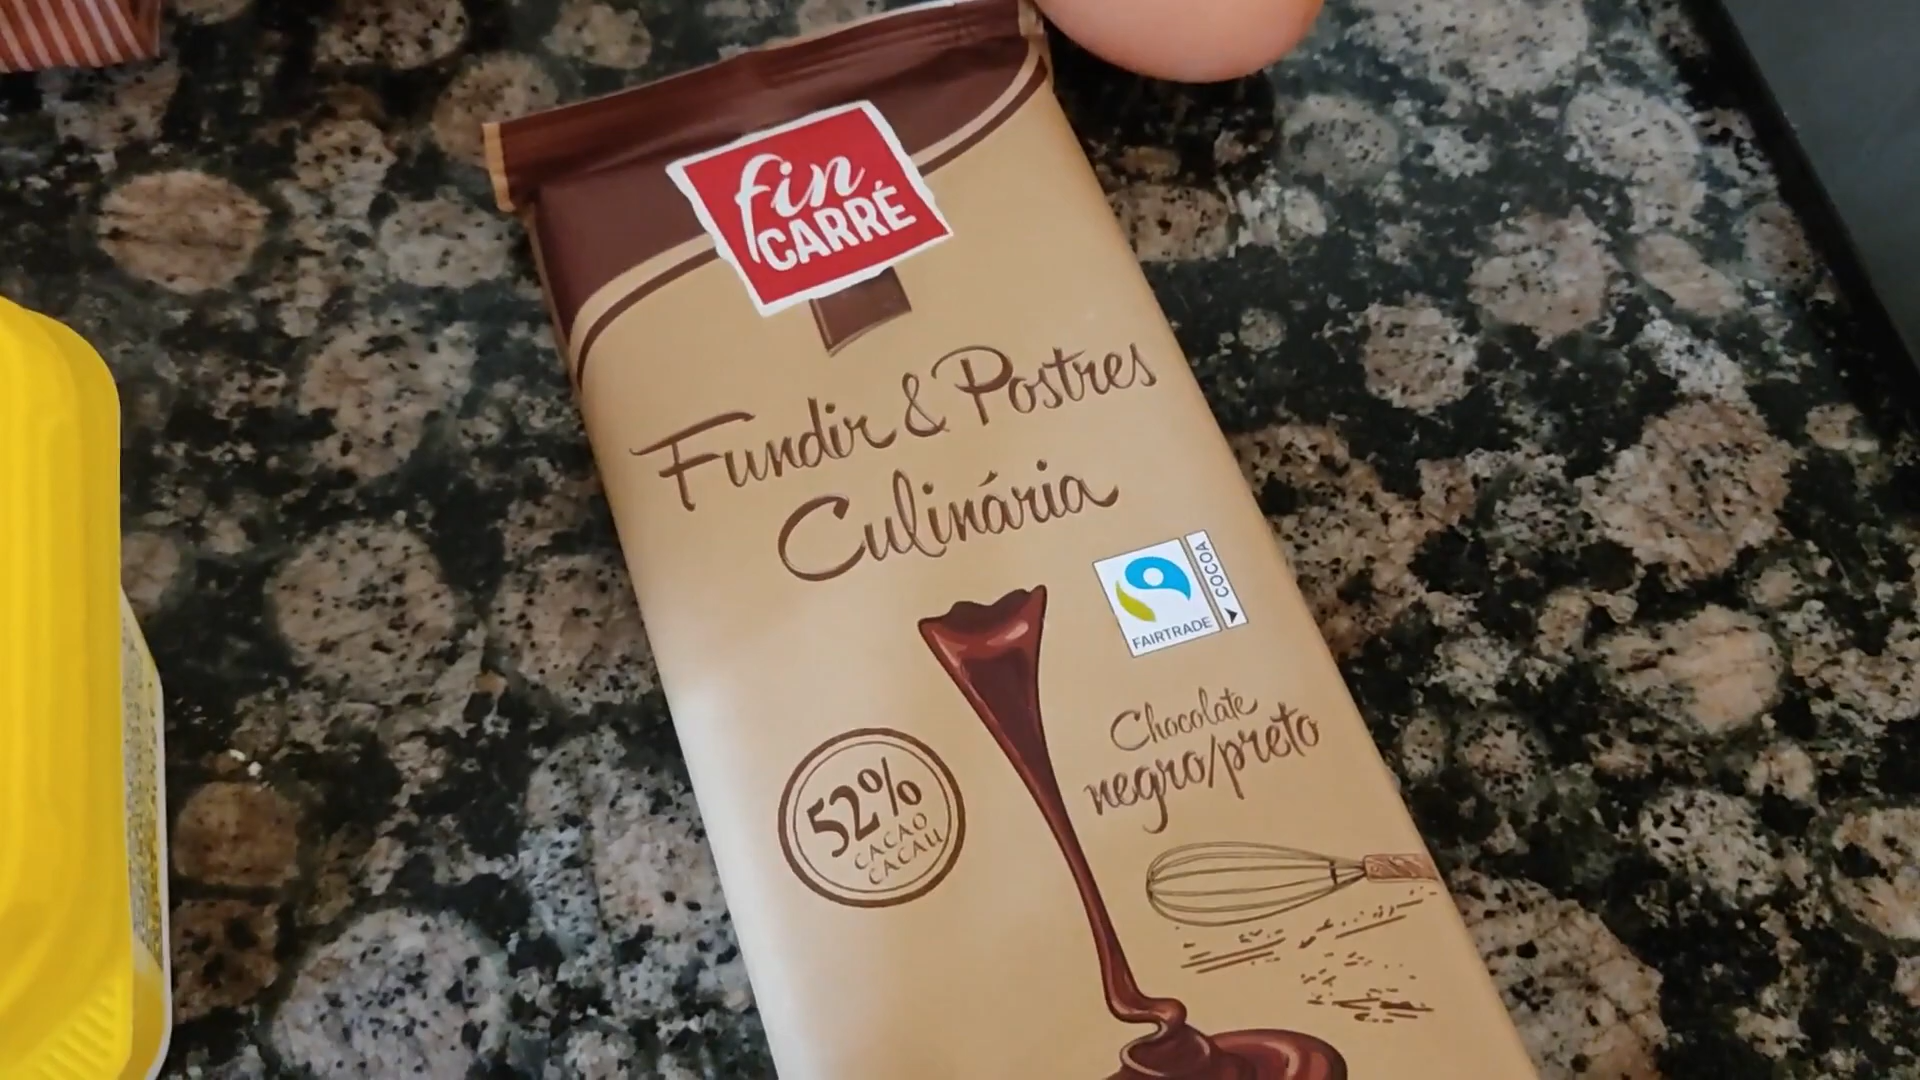 fin
CARRÉ
Fundir & Postres
Culinária
FAIRTRADE
COCOA
Chocolate
negro/preto
52%
CACAO
CACAU